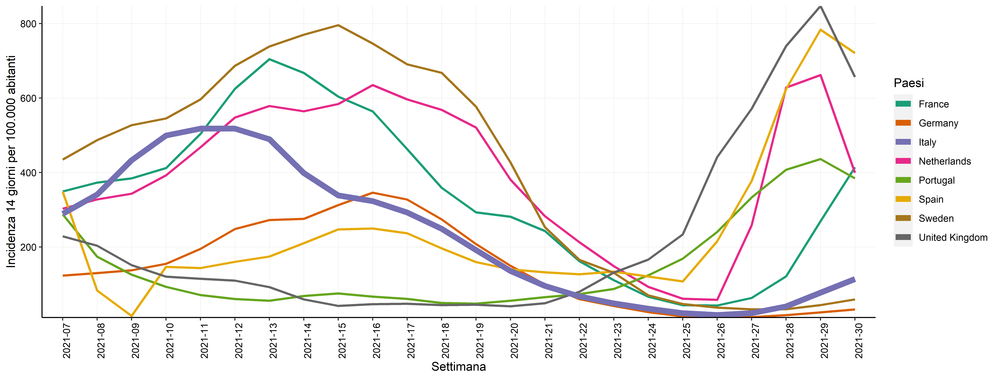 Incidenza 14 giorni per 100.000 abitanti
800
600
400
200
2021-07
2021-08
2021-09
2021-10
2021-11
2021-12
2021-13
2021-14
2021-15
2021-16
2021-17
2021-18
2021-19
2021-20
2021-21
2021-22
2021-23
2021-24
2021-25
2021-26
2021-27
2021-28
2021-29
2021-30
Settimana
Paesi
France
Germany
Italy
Netherlands
Portugal
Spain
Sweden
United Kingdom